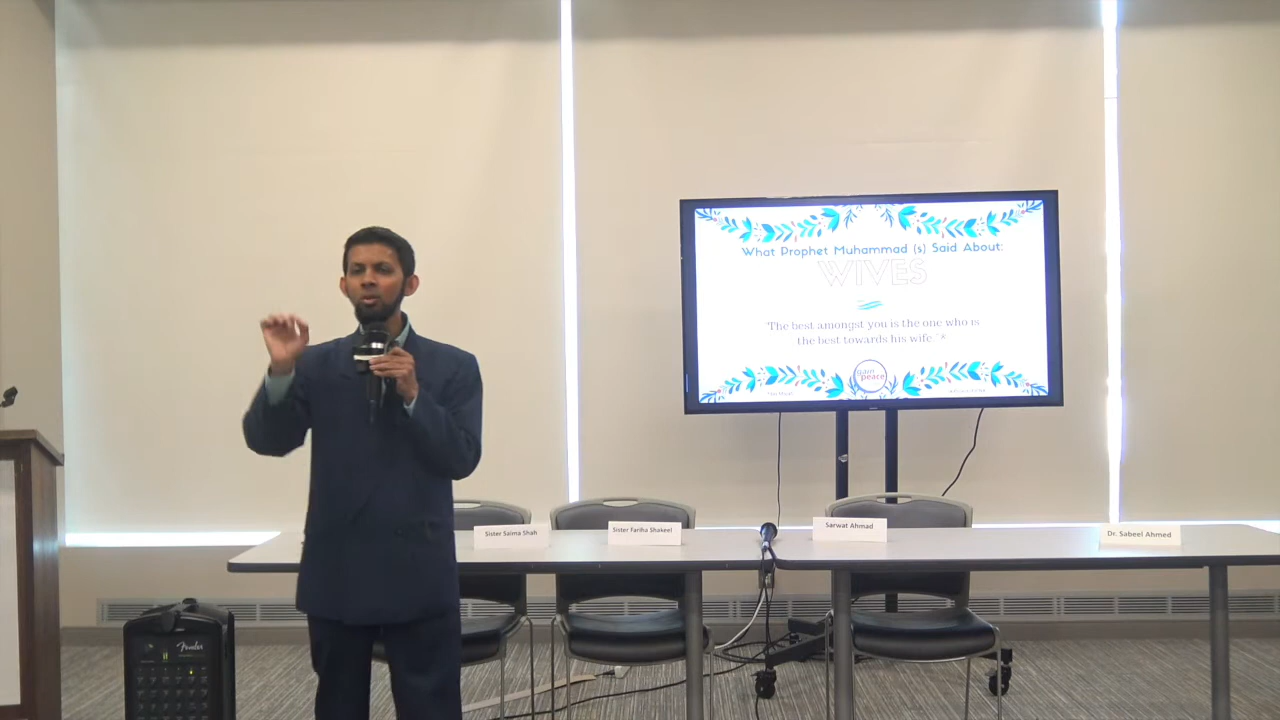 What Prophet Muhammad (s) Said About:
WIVES
"The best amongst you is the one who is
the best towards his wife."*
gain
peace
Sister Saima Shah
Sister Fariha Shakeel
Sarwat Ahmad
Dr. Sabeel Ahmed
Fender